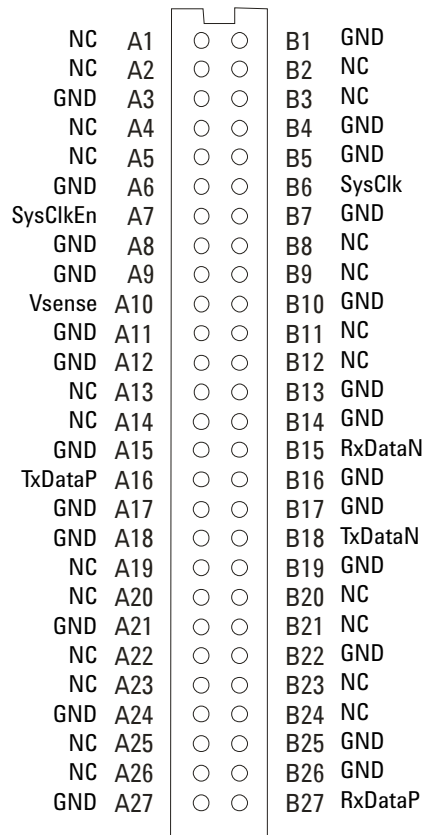 NC A1 B1 GND
NC A2 B2 NC
GND A3 B3 NC
NC A4 B4 GND
NC A5 B5 GND
GND A6 B6 SysClk
SysClkEn A7 B7 GND
GND A8 B8 NC
GND A9 B9 NC
Vsense A10 B10 GND
GND A11 B11 NC
GND A12 B12 NC
NC A13 B13 GND
NC A14 B14 GND
GND A15 B15 RxDataN
TxDataP A16 B16 GND
GND A17 B17 GND
GND A18 B18 TxDataN
NC A19 B19 GND
NC A20 B20 NC
GND A21 B21 NC
NC A22 B22 GND
NC A23 B23 NC
GND A24 B24 NC
NC A25 B25 GND
NC A26 B26 GND
GND A27 B27 RxDataP